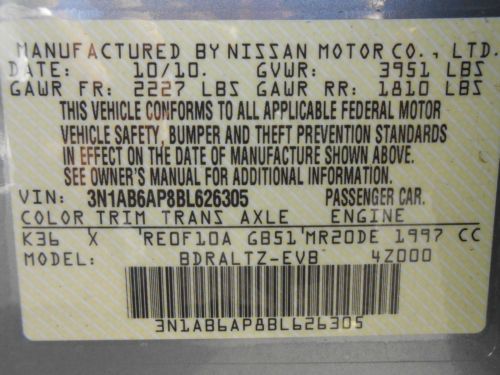 MANUFACTURED BY NISSAN MOTOR CO., LTD.
DATE: 10/10. GVWR: 3951 LBS
GAWR FR: 2227 LBS GAWR RR: 1810 LBS
THIS VEHICLE CONFORMS TO ALL APPLICABLE FEDERAL MOTOR
VEHICLE SAFETY, BUMPER AND THEFT PREVENTION STANDARDS
IN EFFECT ON THE DATE OF MANUFACTURE SHOWN ABOVE.
SEE OWNER'S MANUAL FOR ADDITIONAL INFORMATION.
VIN: 3N1AB6AP8BL626305 PASSENGER CAR.
COLOR TRIM TRANS AXLE ENGINE
K36 X 'RE0F10A GB51'MR20DE 1997 CC
MODEL: BDRALTZ-EVB 4Z000
3N1AB6AP8BL626305